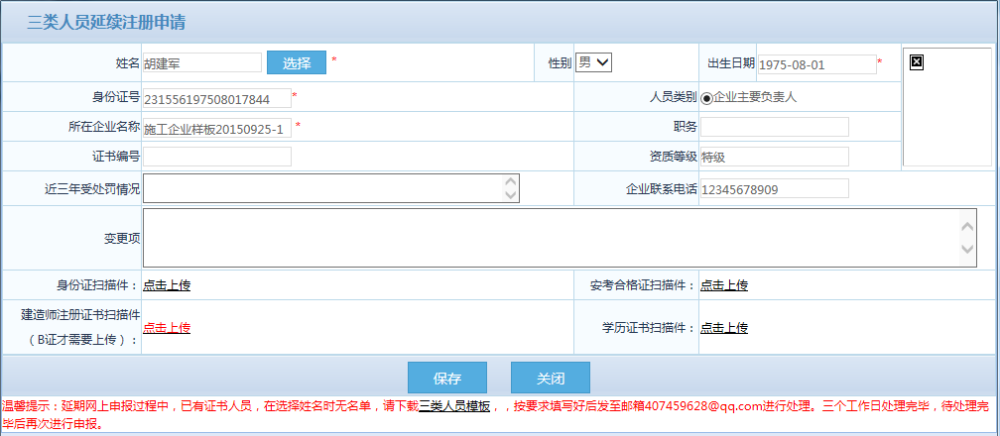 三类人员延续注册申请
姓名 胡建军 选择 * 性别 男 出生日期 1975-08-01 *
身份证号 231556197508017844 * 人员类别 企业主要负责人
所在企业名称 施工企业样板20150925-1 * 职务
证书编号 资质等级 特级
近三年受处罚情况 企业联系电话 12345678909
变更项
身份证扫描件： 点击上传 安考合格证扫描件： 点击上传
建造师注册证书扫描件
（B证才需要上传）： 点击上传 学历证书扫描件： 点击上传
保存 关闭
温馨提示：延期网上申报过程中，已有证书人员，在选择姓名时无名单，请下载三类人员模板，，按要求填写好后发至邮箱407459628@qq.com进行处理。三个工作日处理完毕，待处理完
毕后再次进行申报。